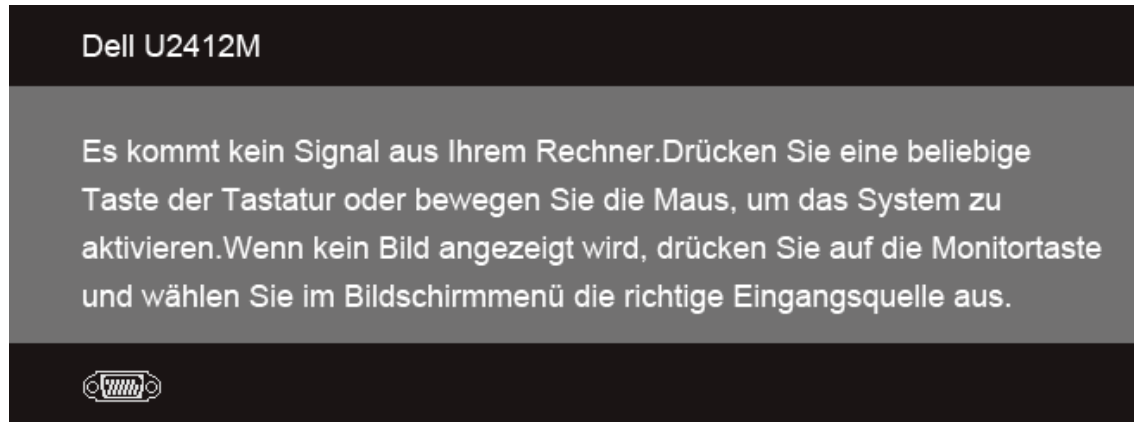 Dell U2412M
Es kommt kein Signal aus Ihrem Rechner.Drücken Sie eine beliebige
Taste der Tastatur oder bewegen Sie die Maus, um das System zu
aktivieren.Wenn kein Bild angezeigt wird, drücken Sie auf die Monitortaste
und wählen Sie im Bildschirmmenü die richtige Eingangsquelle aus.